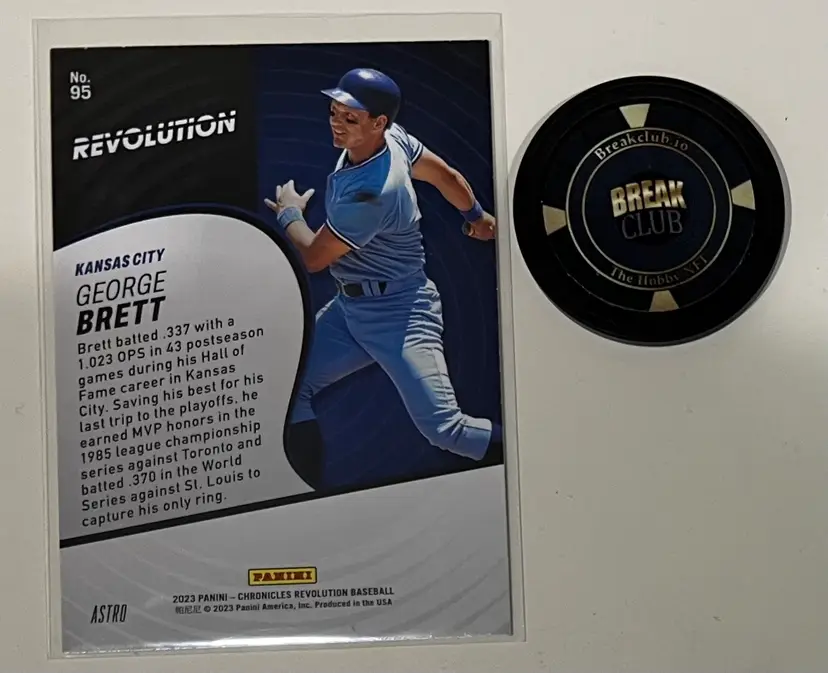 No.
95
REVOLUTION
KANSAS CITY
GEORGE
BRETT
Brett batted .337 with a
1.023 OPS in 43 postseason
games during his Hall of
Fame career in Kansas
City. Saving his best for his
last trip to the playoffs, he
earned MVP honors in the
1985 league championship
series against Toronto and
batted .370 in the World
Series against St. Louis to
capture his only ring.
PANINI
2023 PANINI – CHRONICLES REVOLUTION BASEBALL
帕尼尼 © 2023 Panini America, Inc. Produced in the USA
ASTRO
Breakclub.io
BREAK
CLUB
The Hobby NFT